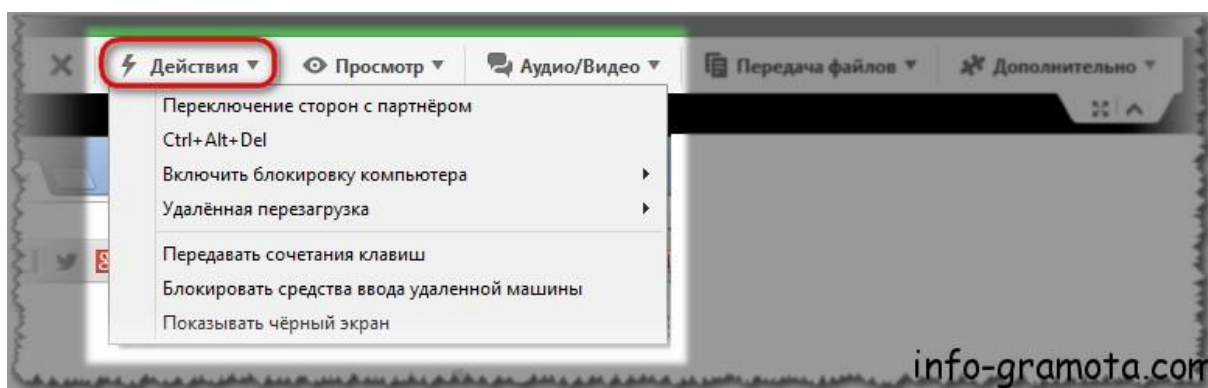 Действия Просмотр Аудио/Видео Передача файлов Дополнительно
Переключение сторон с партнёром
Ctrl+Alt+Del
Включить блокировку компьютера
Удалённая перезагрузка
Передавать сочетания клавиш
Блокировать средства ввода удаленной машины
Показывать чёрный экран
info-gramota.com